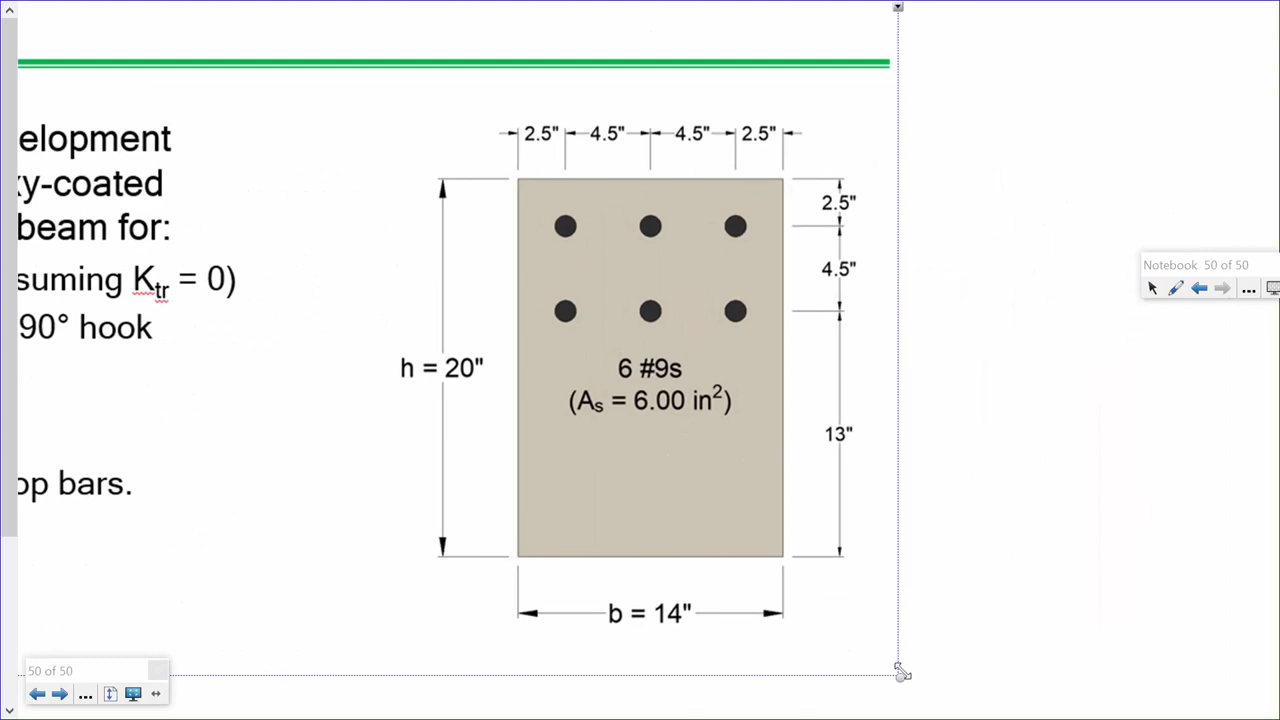 elopment
xy-coated
beam for:
suming Ktr = 0)
90° hook
op bars.
2.5" 4.5" 4.5" 2.5"
2.5"
4.5"
13"
h = 20"
6 #9s
(As = 6.00 in²)
b = 14"
Notebook 50 of 50
...
50 of 50
...